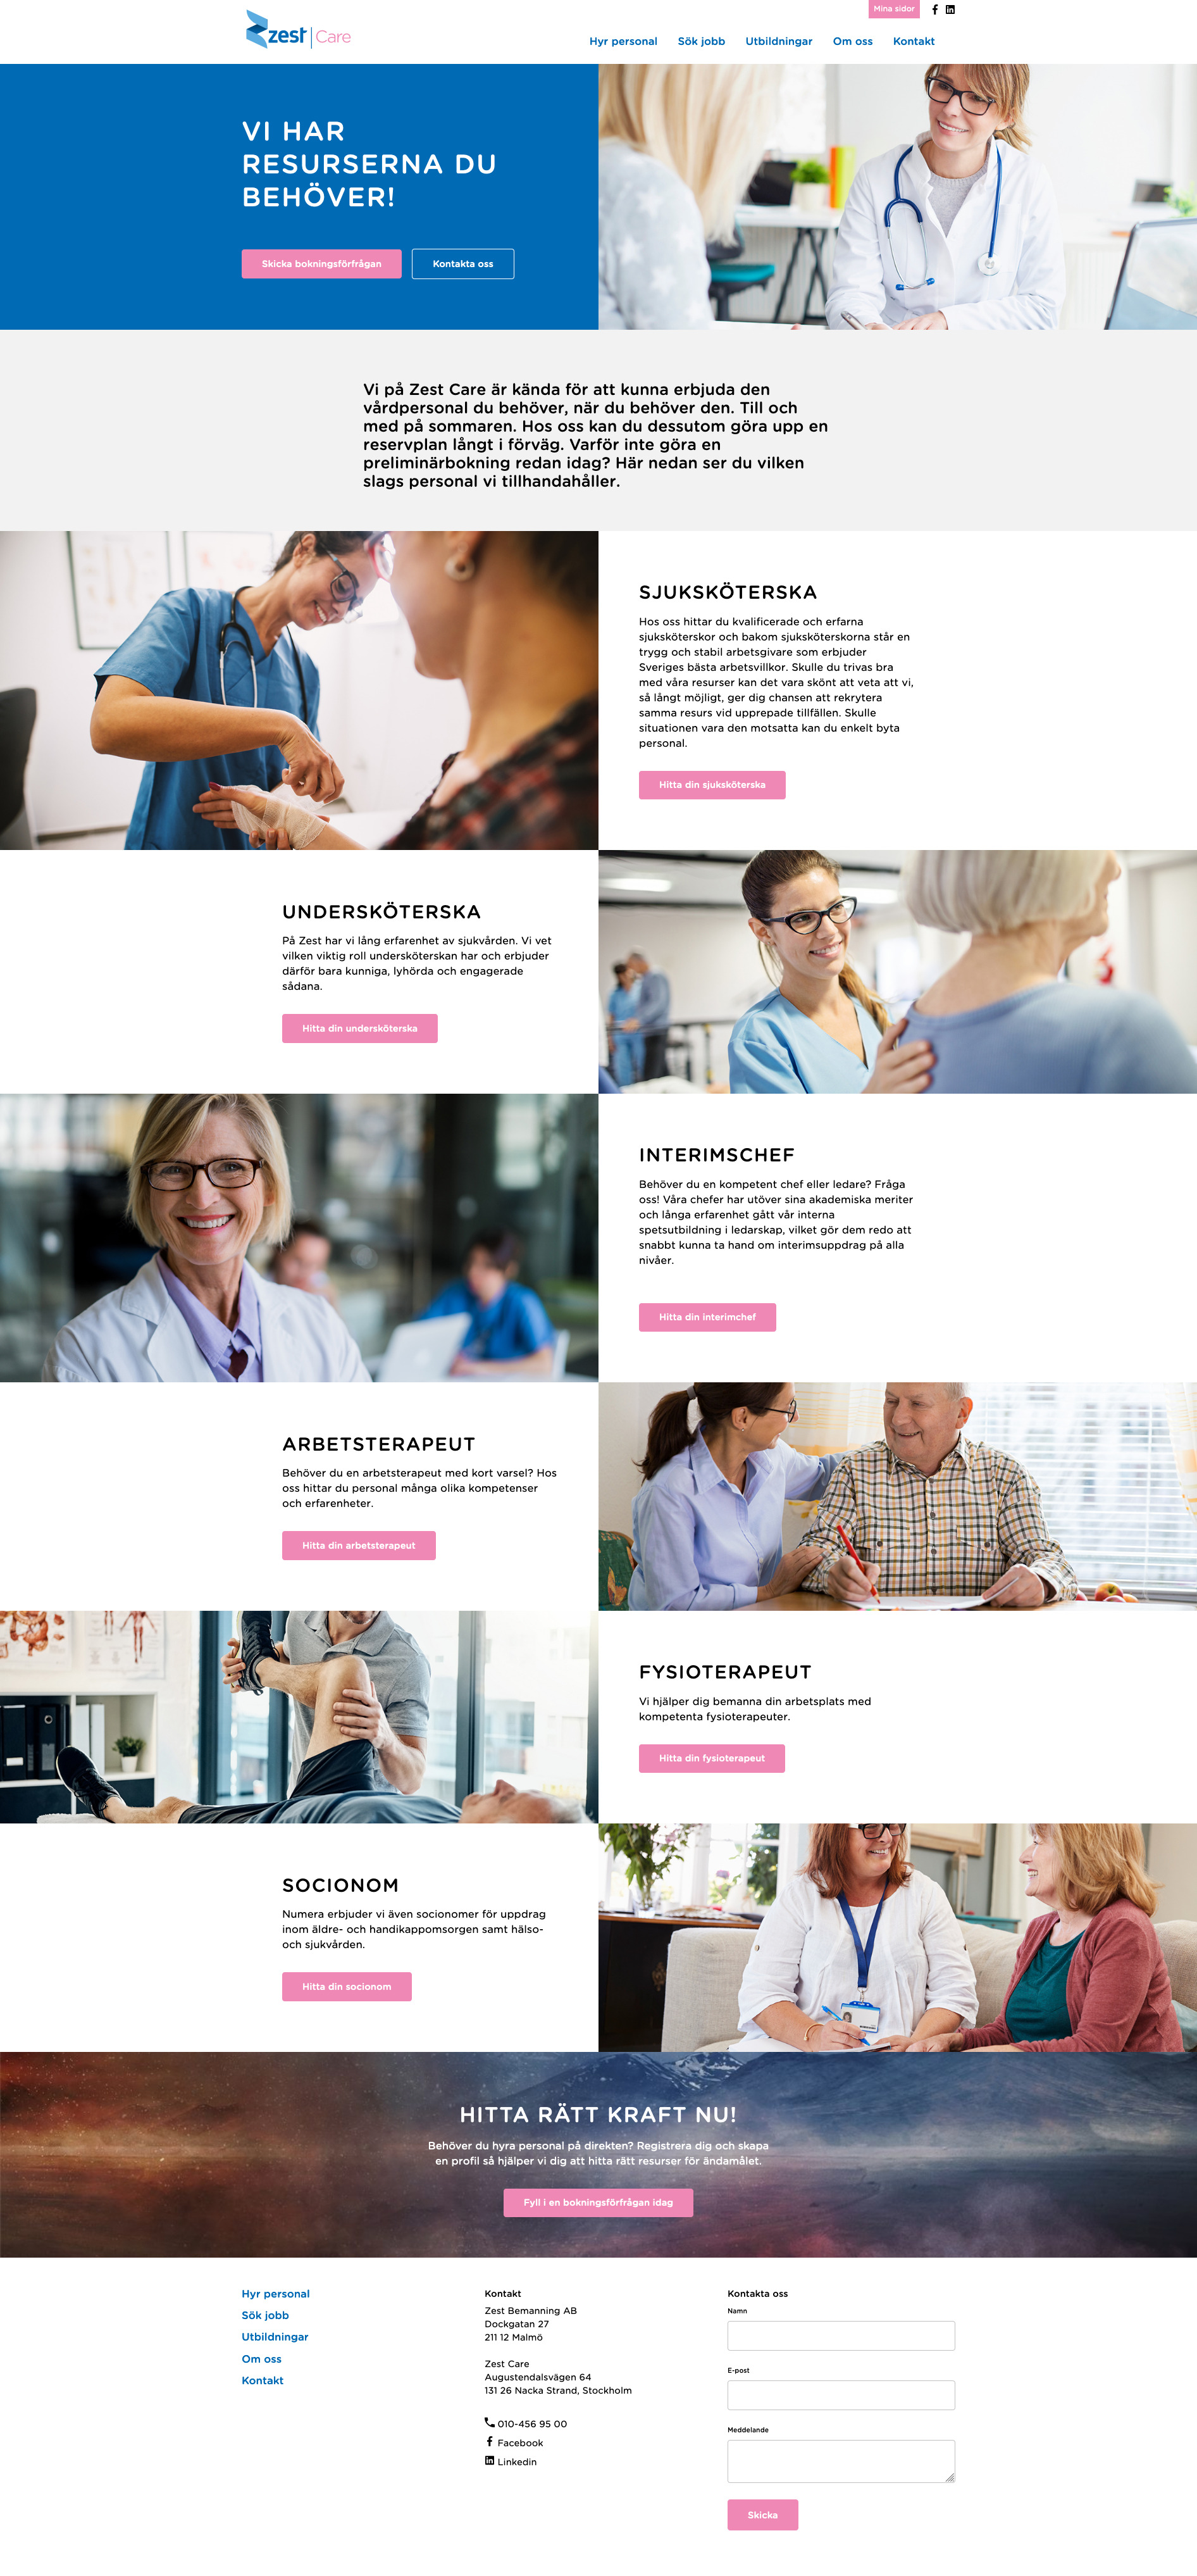 Mina sidor
zest Care
Hyr personal Sök jobb Utbildningar Om oss Kontakt
VI HAR
RESURSERNA DU
BEHÖVER!
Skicka bokningsförfrågan Kontakta oss
Vi på Zest Care är kända för att kunna erbjuda den
vårdpersonal du behöver, när du behöver den. Till och
med på sommaren. Hos oss kan du dessutom göra upp en
reservplan långt i förväg. Varför inte göra en
preliminärbokning redan idag? Här nedan ser du vilken
slags personal vi tillhandahåller.
SJUKSKÖTERSKA
Hos oss hittar du kvalificerade och erfarna
sjuksköterskor och bakom sjuksköterskorna står en
trygg och stabil arbetsgivare som erbjuder
Sveriges bästa arbetsvillkor. Skulle du trivas bra
med våra resurser kan det vara skönt att veta att vi,
så långt möjligt, ger dig chansen att rekrytera
samma resurs vid upprepade tillfällen. Skulle
situationen vara den motsatta kan du enkelt byta
personal.
Hitta din sjuksköterska
UNDERSKÖTERSKA
På Zest har vi lång erfarenhet av sjukvården. Vi vet
vilken viktig roll undersköterskan har och erbjuder
därför bara kunniga, lyhörda och engagerade
sådana.
Hitta din undersköterska
INTERIMSCHEF
Behöver du en kompetent chef eller ledare? Fråga
oss! Våra chefer har utöver sina akademiska meriter
och långa erfarenhet gått vår interna
spetsutbildning i ledarskap, vilket gör dem redo att
snabbt kunna ta hand om interimsuppdrag på alla
nivåer.
Hitta din interimchef
ARBETSTERAPEUT
Behöver du en arbetsterapeut med kort varsel? Hos
oss hittar du personal många olika kompetenser
och erfarenheter.
Hitta din arbetsterapeut
FYSIOTERAPEUT
Vi hjälper dig bemanna din arbetsplats med
kompetenta fysioterapeuter.
Hitta din fysioterapeut
SOCIONOM
Numera erbjuder vi även socionomer för uppdrag
inom äldre- och handikappomsorgen samt hälso-
och sjukvården.
Hitta din socionom
HITTA RÄTT KRAFT NU!
Behöver du hyra personal på direkten? Registrera dig och skapa
en profil så hjälper vi dig att hitta rätt resurser för ändamålet.
Fyll i en bokningsförfrågan idag
Hyr personal
Sök jobb
Utbildningar
Om oss
Kontakt
Kontakt
Zest Bemanning AB
Dockgatan 27
211 12 Malmö
Zest Care
Augustendalsvägen 64
131 26 Nacka Strand, Stockholm
010-456 95 00
Facebook
Linkedin
Kontakta oss
Namn
E-post
Meddelande
Skicka